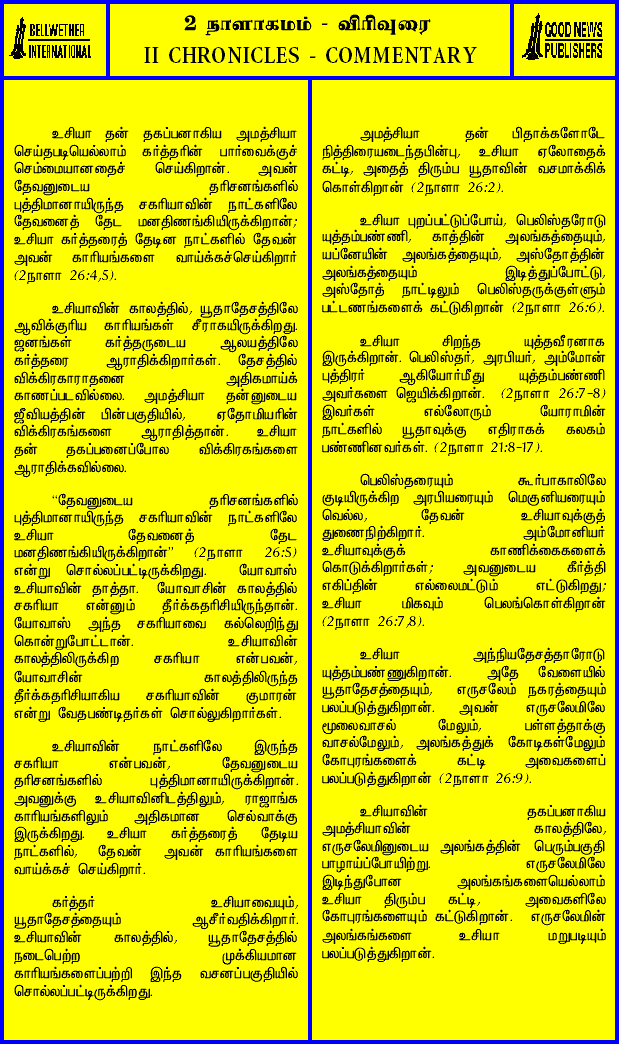 BELLWETHER
INTERNATIONAL
2 நாளாகமம் - விரிவுரை
II CHRONICLES - COMMENTARY
GOOD NEWS
PUBLISHERS
உசியா தன் தகப்பனாகிய அமத்சியா
செய்தபடியெல்லாம் கர்த்தரின் பார்வைக்குச்
செம்மையானதைச் செய்கிறான். அவன்
தேவனுடைய தரிசனங்களில்
புத்திமானாயிருந்த சகரியாவின் நாட்களிலே
தேவனைத் தேட மனதிணங்கியிருக்கிறான்;
உசியா கர்த்தரைத் தேடின நாட்களில் தேவன்
அவன் காரியங்களை வாய்க்கச்செய்கிறார்
(2நாளா 26:4,5).
உசியாவின் காலத்தில், யூதாதேசத்திலே
ஆவிக்குரிய காரியங்கள் சீராகயிருக்கிறது.
ஜனங்கள் கர்த்தருடைய ஆலயத்திலே
கர்த்தரை ஆராதிக்கிறார்கள். தேசத்தில்
விக்கிரகாராதனை அதிகமாய்க்
காணப்படவில்லை. அமத்சியா தன்னுடைய
ஜீவியத்தின் பின்பகுதியில், ஏதோமியரின்
விக்கிரகங்களை ஆராதித்தான். உசியா
தன் தகப்பனைப்போல விக்கிரகங்களை
ஆராதிக்கவில்லை.
“தேவனுடைய தரிசனங்களில்
புத்திமானாயிருந்த சகரியாவின் நாட்களிலே
உசியா தேவனைத் தேட
மனதிணங்கியிருக்கிறான்” (2நாளா 26:5)
என்று சொல்லப்பட்டிருக்கிறது. யோவாஸ்
உசியாவின் தாத்தா. யோவாசின் காலத்தில்
சகரியா என்னும் தீர்க்கதரிசியிருந்தான்.
யோவாஸ் அந்த சகரியாவை கல்லெறிந்து
கொன்றுபோட்டான். உசியாவின்
காலத்திலிருக்கிற சகரியா என்பவன்,
யோவாசின் காலத்திலிருந்த
தீர்க்கதரிசியாகிய சகரியாவின் குமாரன்
என்று வேதபண்டிதர்கள் சொல்லுகிறார்கள்.
உசியாவின் நாட்களிலே இருந்த
சகரியா என்பவன், தேவனுடைய
தரிசனங்களில் புத்திமானாயிருக்கிறான்.
அவனுக்கு உசியாவினிடத்திலும், ராஜாங்க
காரியங்களிலும் அதிகமான செல்வாக்கு
இருக்கிறது. உசியா கர்த்தரைத் தேடிய
நாட்களில், தேவன் அவன் காரியங்களை
வாய்க்கச் செய்கிறார்.
கர்த்தர் உசியாவையும்,
யூதாதேசத்தையும் ஆசீர்வதிக்கிறார்.
உசியாவின் காலத்தில், யூதாதேசத்தில்
நடைபெற்ற முக்கியமான
காரியங்களைப்பற்றி இந்த வசனப்பகுதியில்
சொல்லப்பட்டிருக்கிறது.
அமத்சியா தன் பிதாக்களோடே
நித்திரையடைந்தபின்பு, உசியா ஏலோதைக்
கட்டி, அதைத் திரும்ப யூதாவின் வசமாக்கிக்
கொள்கிறான் (2நாளா 26:2).
உசியா புறப்பட்டுப்போய், பெலிஸ்தரோடு
யுத்தம்பண்ணி, காத்தின் அலங்கத்தையும்,
யப்னேயின் அலங்கத்தையும், அஸ்தோத்தின்
அலங்கத்தையும் இடித்துப்போட்டு,
அஸ்தோத் நாட்டிலும் பெலிஸ்தருக்குள்ளும்
பட்டணங்களைக் கட்டுகிறான் (2நாளா 26:6).
உசியா சிறந்த யுத்தவீரனாக
இருக்கிறான். பெலிஸ்தர், அரபியர், அம்மோன்
புத்திரர் ஆகியோர்மீது யுத்தம்பண்ணி
அவர்களை ஜெயிக்கிறான். (2நாளா 26:7-8)
இவர்கள் எல்லோரும் யோராமின்
நாட்களில் யூதாவுக்கு எதிராகக் கலகம்
பண்ணினவர்கள். (2நாளா 21:8-17).
பெலிஸ்தரையும் கூர்பாகாலிலே
குடியிருக்கிற அரபியரையும் மெகுனியரையும்
வெல்ல, தேவன் உசியாவுக்குத்
துணைநிற்கிறார். அம்மோனியர்
உசியாவுக்குக் காணிக்கைகளைக்
கொடுக்கிறார்கள்; அவனுடைய கீர்த்தி
எகிப்தின் எல்லைமட்டும் எட்டுகிறது;
உசியா மிகவும் பெலங்கொள்கிறான்
(2நாளா 26:7,8).
உசியா அந்நியதேசத்தாரோடு
யுத்தம்பண்ணுகிறான். அதே வேளையில்
யூதாதேசத்தையும், எருசலேம் நகரத்தையும்
பலப்படுத்துகிறான். அவன் எருசலேமிலே
மூலைவாசல் மேலும், பள்ளத்தாக்கு
வாசல்மேலும், அலங்கத்துக் கோடிகள்மேலும்
கோபுரங்களைக் கட்டி அவைகளைப்
பலப்படுத்துகிறான் (2நாளா 26:9).
உசியாவின் தகப்பனாகிய
அமத்சியாவின் காலத்திலே,
எருசலேமினுடைய அலங்கத்தின் பெரும்பகுதி
பாழாய்ப்போயிற்று. எருசலேமிலே
இடிந்துபோன அலங்கங்களையெல்லாம்
உசியா திரும்ப கட்டி, அவைகளிலே
கோபுரங்களையும் கட்டுகிறான். எருசலேமின்
அலங்கங்களை உசியா மறுபடியும்
பலப்படுத்துகிறான்.